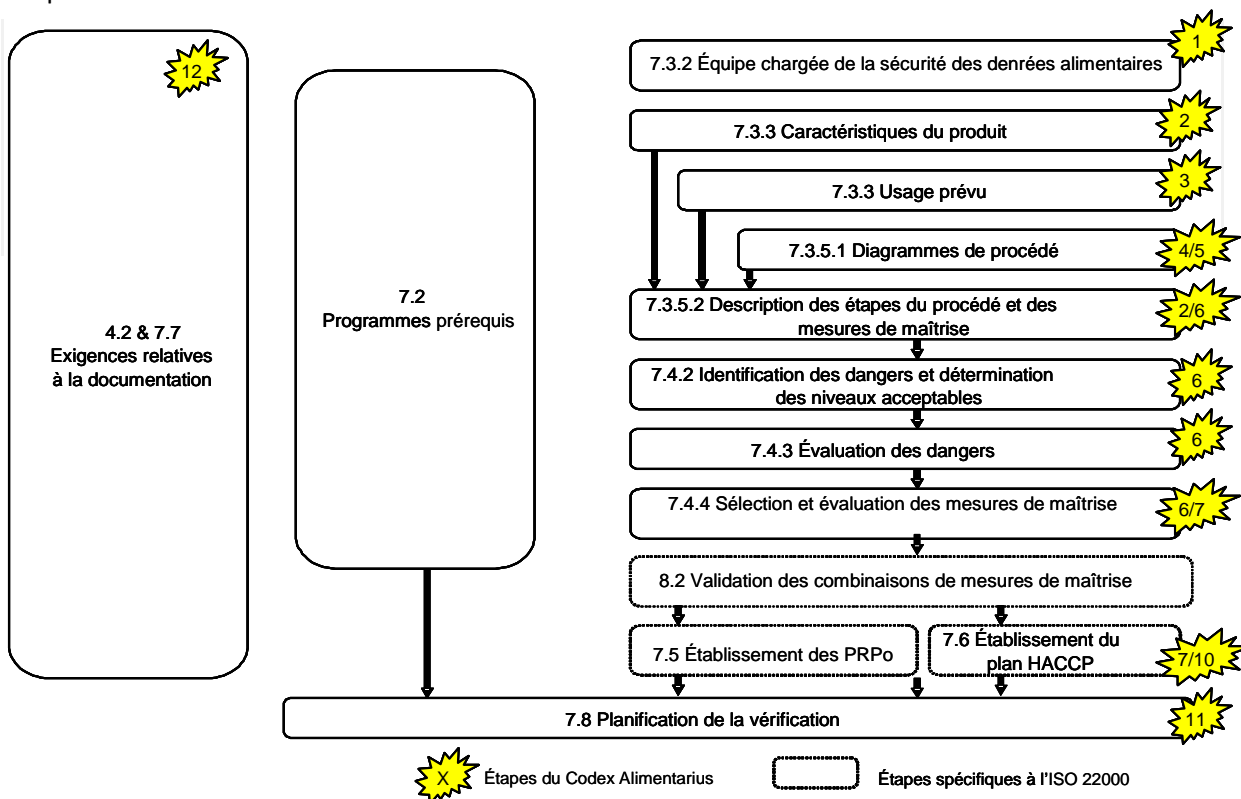 12
4.2 & 7.7
Exigences relatives
à la documentation
7.2
Programmes prérequis
1
7.3.2 Équipe chargée de la sécurité des denrées alimentaires
2
7.3.3 Caractéristiques du produit
3
7.3.3 Usage prévu
4/5
7.3.5.1 Diagrammes de procédé
7.3.5.2 Description des étapes du procédé et des
mesures de maîtrise
2/6
7.4.2 Identification des dangers et détermination
des niveaux acceptables
6
7.4.3 Évaluation des dangers
6
7.4.4 Sélection et évaluation des mesures de maîtrise
6/7
8.2 Validation des combinaisons de mesures de maîtrise
7.5 Établissement des PRPo
7.6 Établissement du
plan HACCP
7/10
7.8 Planification de la vérification
11
X
Étapes du Codex Alimentarius
Étapes spécifiques à l'ISO 22000